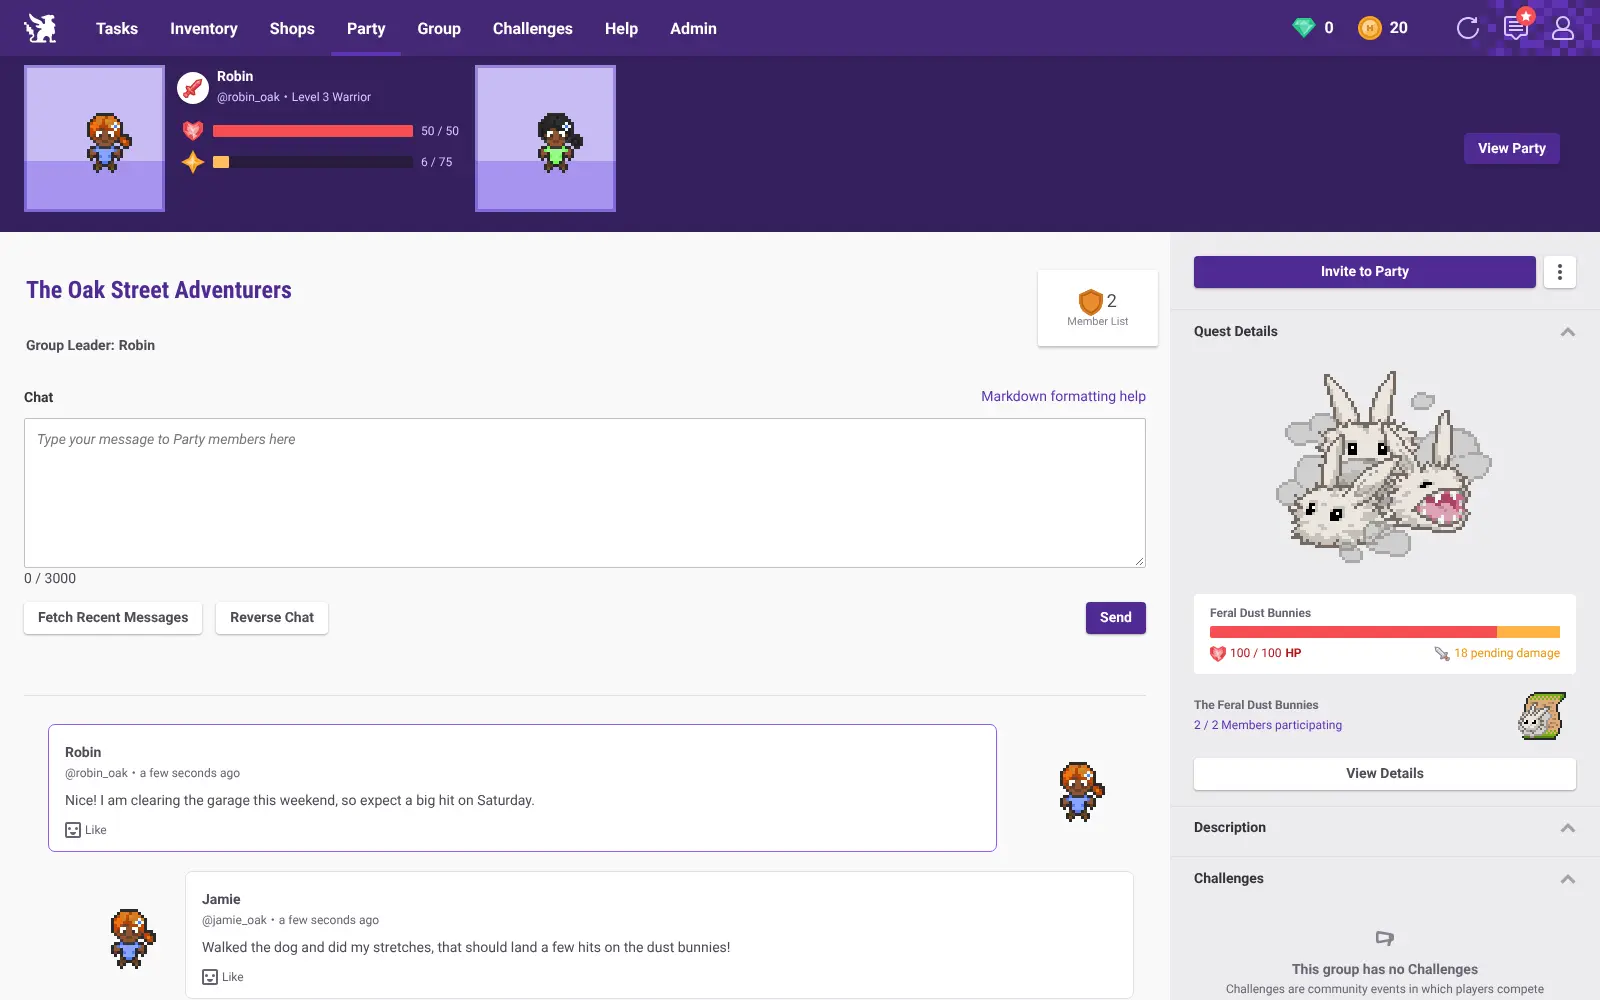 Tasks
Inventory
Shops
Party
Group
Challenges
Help
Admin
0
20
Robin
@robin_oak • Level 3 Warrior
50 / 50
6 / 75
View Party
The Oak Street Adventurers
2
Member List
Group Leader: Robin
Chat
Markdown formatting help
Type your message to Party members here
0 / 3000
Fetch Recent Messages
Reverse Chat
Send
Robin
@robin_oak • a few seconds ago
Nice! I am clearing the garage this weekend, so expect a big hit on Saturday.
Like
Jamie
@jamie_oak • a few seconds ago
Walked the dog and did my stretches, that should land a few hits on the dust bunnies!
Like
Invite to Party
Quest Details
Feral Dust Bunnies
100 / 100 HP
18 pending damage
The Feral Dust Bunnies
2 / 2 Members participating
View Details
Description
Challenges
This group has no Challenges
Challenges are community events in which players compete